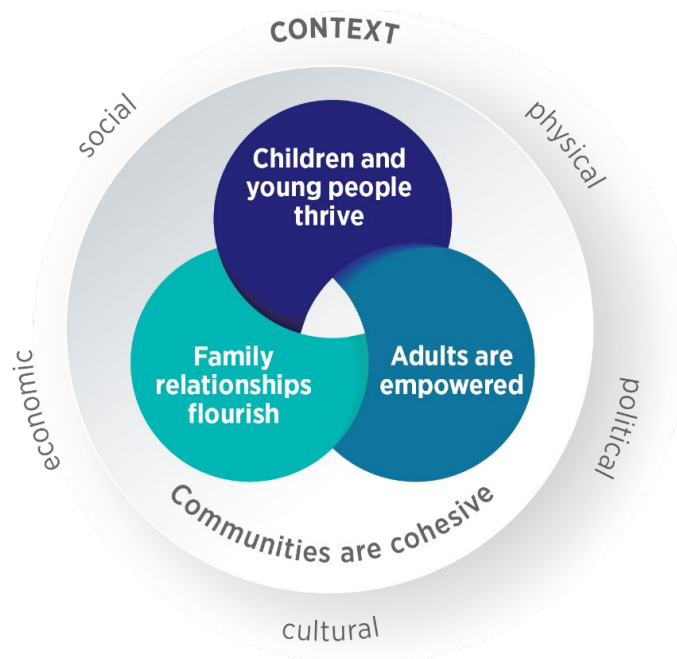 CONTEXT
social
physical
Children and
young people
thrive
Family
relationships
flourish
Adults are
empowered
economic
political
Communities are cohesive
cultural